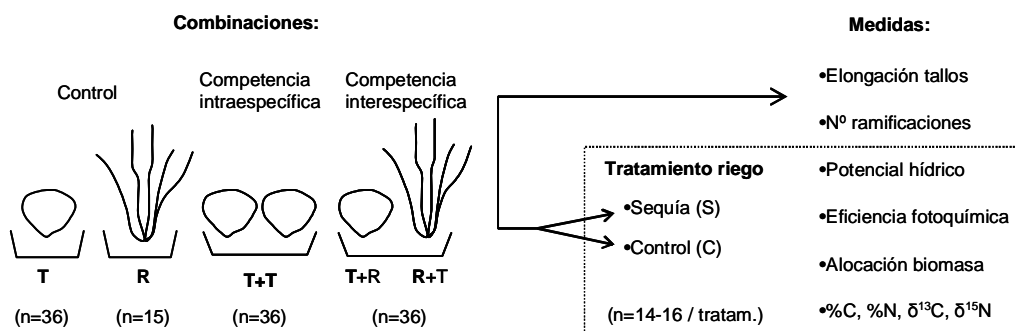 Combinaciones:
Medidas:
Control
Competencia
intraespecífica
Competencia
interespecífica
T
R
T+T
T+R
R+T
(n=36)
(n=15)
(n=36)
(n=36)
Tratamiento riego
•Sequía (S)
•Control (C)
(n=14-16 / tratam.)
•Elongación tallos
•Nº ramificaciones
•Potencial hídrico
•Eficiencia fotoquímica
•Alocación biomasa
•%C, %N, δ¹³C, δ¹⁵N